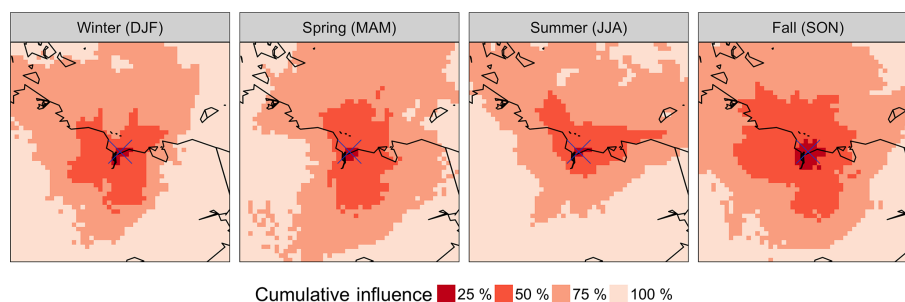 Winter (DJF)
Spring (MAM)
Summer (JJA)
Fall (SON)
Cumulative influence 25 % 50 % 75 % 100 %